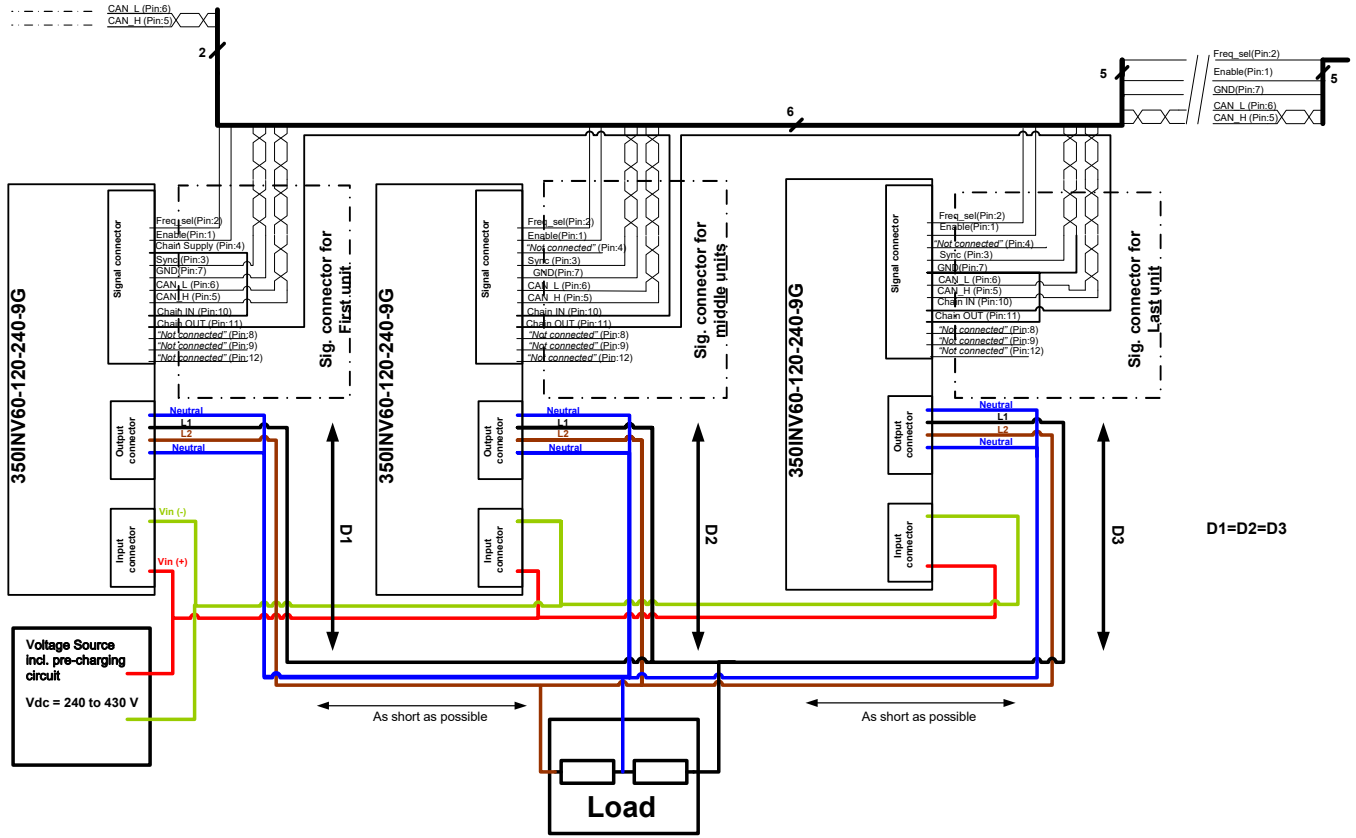 CAN_L (Pin:6)
CAN_H (Pin:5)
2
6
5
Freq_sel(Pin:2)
Enable(Pin:1)
GND(Pin:7)
CAN_L (Pin:6)
CAN_H (Pin:5)
5
350INV60-120-240-9G
Signal connector
Freq_sel(Pin:2)
Enable(Pin:1)
Chain Supply (Pin:4)
Sync(Pin:3)
GND(Pin:7)
CAN_L (Pin:6)
CAN_H (Pin:5)
Chain IN (Pin:10)
Chain OUT (Pin:11)
"Not connected" (Pin:8)
"Not connected" (Pin:9)
"Not connected" (Pin:12)
Sig. connector for
First unit
Output
connector
Neutral
L1
L2
Neutral
Input
connector
Vin (-)
Vin (+)
D1
350INV60-120-240-9G
Signal connector
Freq_sel(Pin:2)
Enable(Pin:1)
"Not connected" (Pin:4)
Sync(Pin:3)
GND(Pin:7)
CAN_L (Pin:6)
CAN_H (Pin:5)
Chain IN (Pin:10)
Chain OUT (Pin:11)
"Not connected" (Pin:8)
"Not connected" (Pin:9)
"Not connected" (Pin:12)
Sig. connector for
middle units
Output
connector
Neutral
L1
L2
Neutral
Input
connector
D2
350INV60-120-240-9G
Signal connector
Freq_sel(Pin:2)
Enable(Pin:1)
"Not connected" (Pin:4)
Sync(Pin:3)
GND(Pin:7)
CAN_L (Pin:6)
CAN_H (Pin:5)
Chain IN (Pin:10)
Chain OUT (Pin:11)
"Not connected" (Pin:8)
"Not connected" (Pin:9)
"Not connected" (Pin:12)
Sig. connector for
Last unit
Output
connector
Neutral
L1
L2
Neutral
Input
connector
D3
D1=D2=D3
Voltage Source
incl. pre-charging
circuit
Vdc = 240 to 430 V
As short as possible
As short as possible
Load